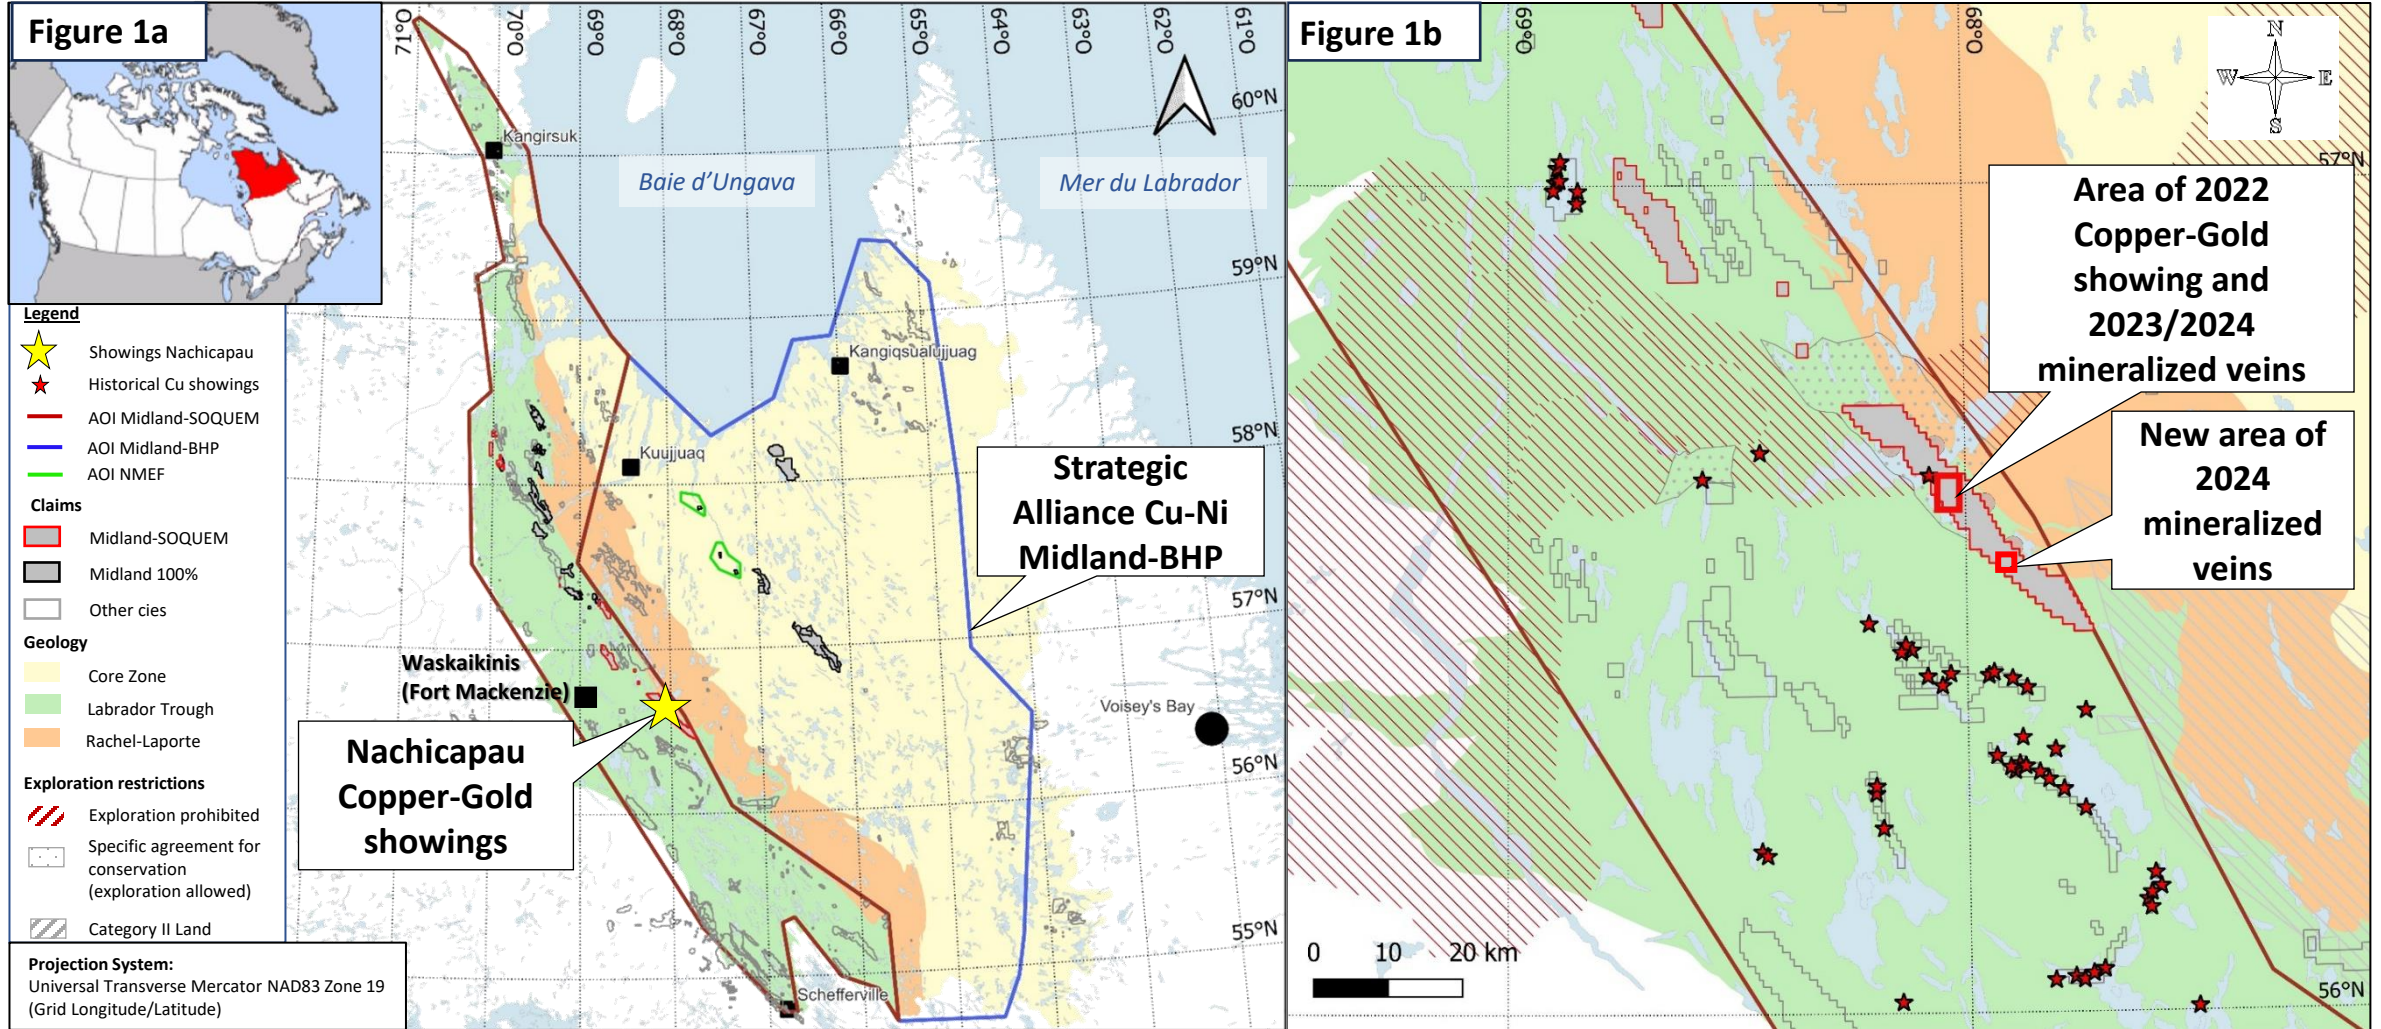 Figure 1a
71°O
70°O
69°O
68°O
67°O
66°O
65°O
64°O
63°O
62°O
61°O
60°N
59°N
58°N
57°N
56°N
55°N
Kangirsuk
Baie d'Ungava
Mer du Labrador
Kangiqsualujjuag
Kuujjuaq
Strategic
Alliance Cu-Ni
Midland-BHP
Waskaikinis
(Fort Mackenzie)
Voisey's Bay
Nachicapau
Copper-Gold
showings
Schefferville
Legend
Showings Nachicapau
Historical Cu showings
AOI Midland-SOQUEM
AOI Midland-BHP
AOI NMEF
Claims
Midland-SOQUEM
Midland 100%
Other cies
Geology
Core Zone
Labrador Trough
Rachel-Laporte
Exploration restrictions
Exploration prohibited
Specific agreement for
conservation
(exploration allowed)
Category II Land
Projection System:
Universal Transverse Mercator NAD83 Zone 19
(Grid Longitude/Latitude)
Figure 1b
69°O
68°O
N
W
E
S
57°N
Area of 2022
Copper-Gold
showing and
2023/2024
mineralized veins
New area of
2024
mineralized
veins
0 10 20 km
56°N